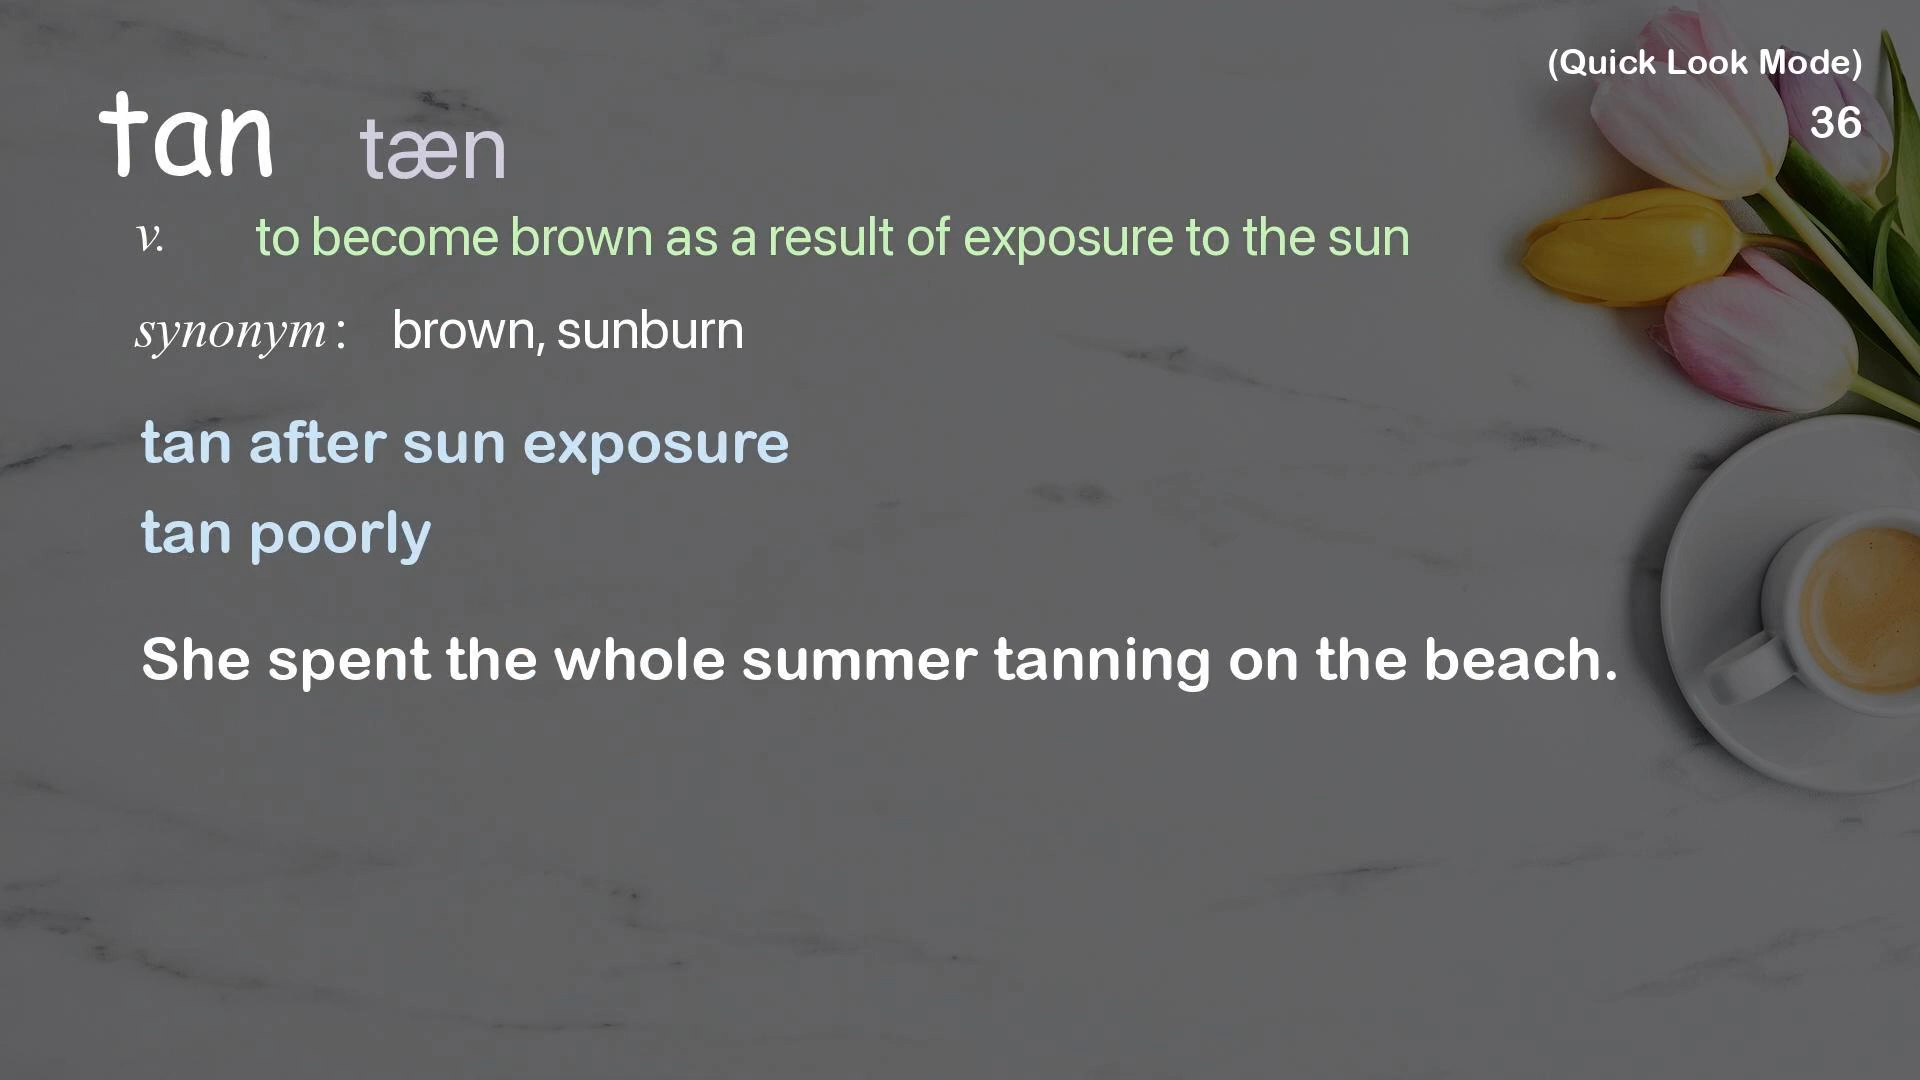 (Quick Look Mode)
36
tan tæn
v. to become brown as a result of exposure to the sun
synonym: brown, sunburn
tan after sun exposure
tan poorly
She spent the whole summer tanning on the beach.